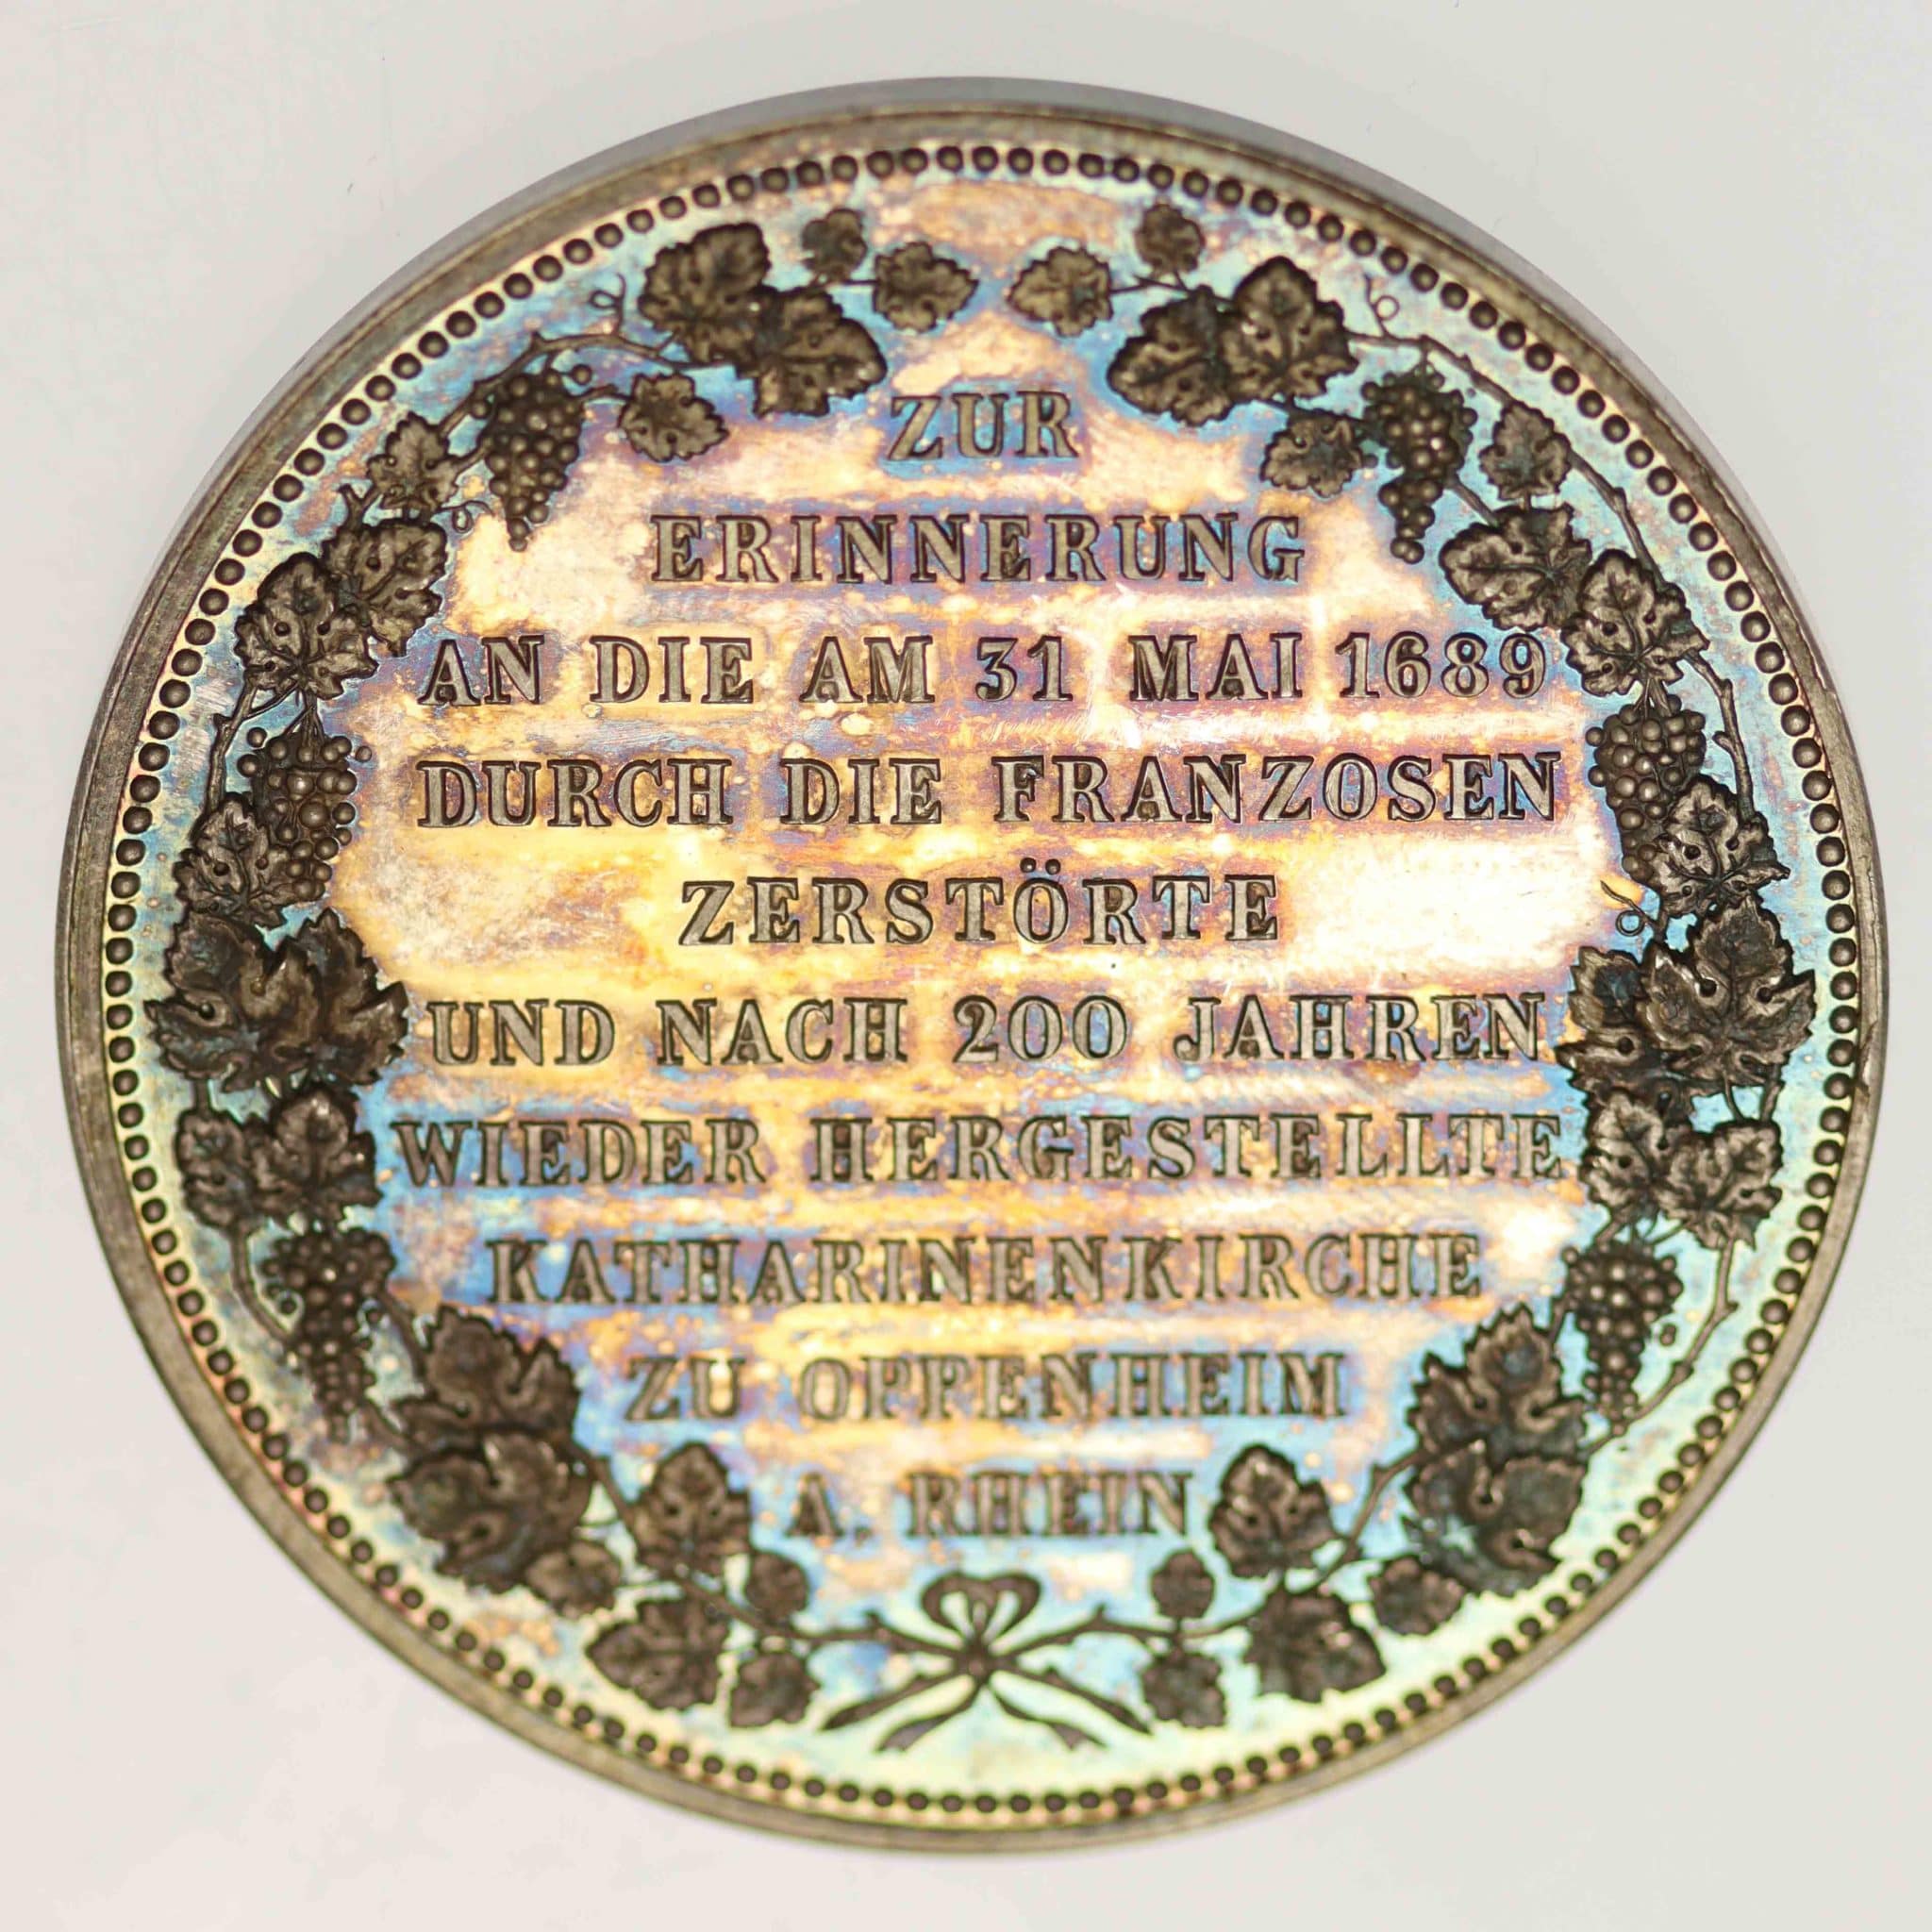 ZUR
ERINNERUNG
AN DIE AM 31 MAI 1689
DURCH DIE FRANZOSEN
ZERSTÖRTE
UND NACH 200 JAHREN
WIEDER HERGESTELLTE
KATHARINENKIRCHE
ZU OPPENHEIM
A. RHEIN